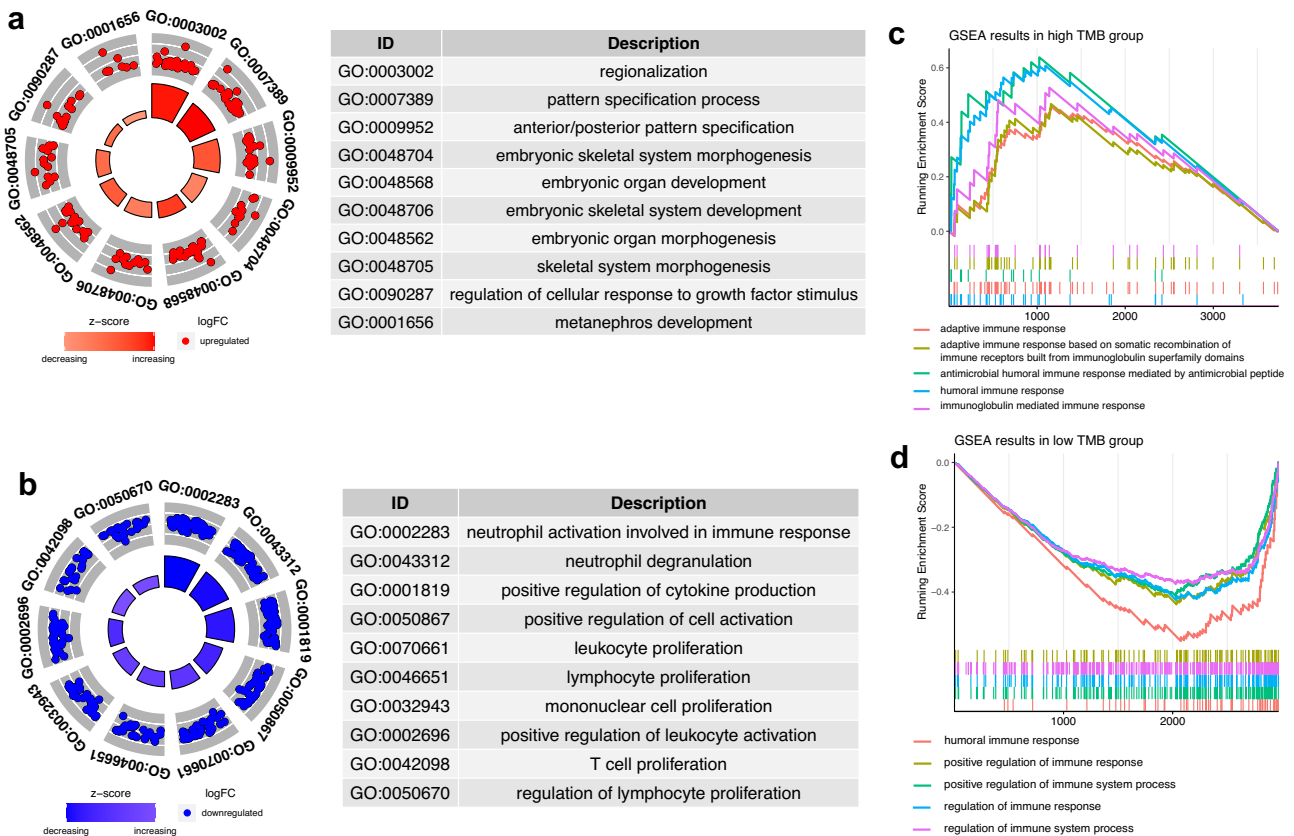 a
GO:0001656
GO:0003002
GO:0007389
GO:0009952
GO:0048704
GO:0048568
GO:0048706
GO:0048562
GO:0048705
GO:0090287
z−score
decreasing
increasing
logFC
upregulated
ID Description
GO:0003002 regionalization
GO:0007389 pattern specification process
GO:0009952 anterior/posterior pattern specification
GO:0048704 embryonic skeletal system morphogenesis
GO:0048568 embryonic organ development
GO:0048706 embryonic skeletal system development
GO:0048562 embryonic organ morphogenesis
GO:0048705 skeletal system morphogenesis
GO:0090287 regulation of cellular response to growth factor stimulus
GO:0001656 metanephros development
c
GSEA results in high TMB group
Running Enrichment Score
0.6
0.4
0.2
0.0
1000 2000 3000
adaptive immune response
adaptive immune response based on somatic recombination of
immune receptors built from immunoglobulin superfamily domains
antimicrobial humoral immune response mediated by antimicrobial peptide
humoral immune response
immunoglobulin mediated immune response
b
GO:0050670
GO:0002283
GO:0043312
GO:0001819
GO:0050867
GO:0070661
GO:0046651
GO:0032943
GO:0002696
GO:0042098
z−score
decreasing
increasing
logFC
downregulated
ID Description
GO:0002283 neutrophil activation involved in immune response
GO:0043312 neutrophil degranulation
GO:0001819 positive regulation of cytokine production
GO:0050867 positive regulation of cell activation
GO:0070661 leukocyte proliferation
GO:0046651 lymphocyte proliferation
GO:0032943 mononuclear cell proliferation
GO:0002696 positive regulation of leukocyte activation
GO:0042098 T cell proliferation
GO:0050670 regulation of lymphocyte proliferation
d
GSEA results in low TMB group
Running Enrichment Score
0.0
−0.2
−0.4
1000 2000
humoral immune response
positive regulation of immune response
positive regulation of immune system process
regulation of immune response
regulation of immune system process